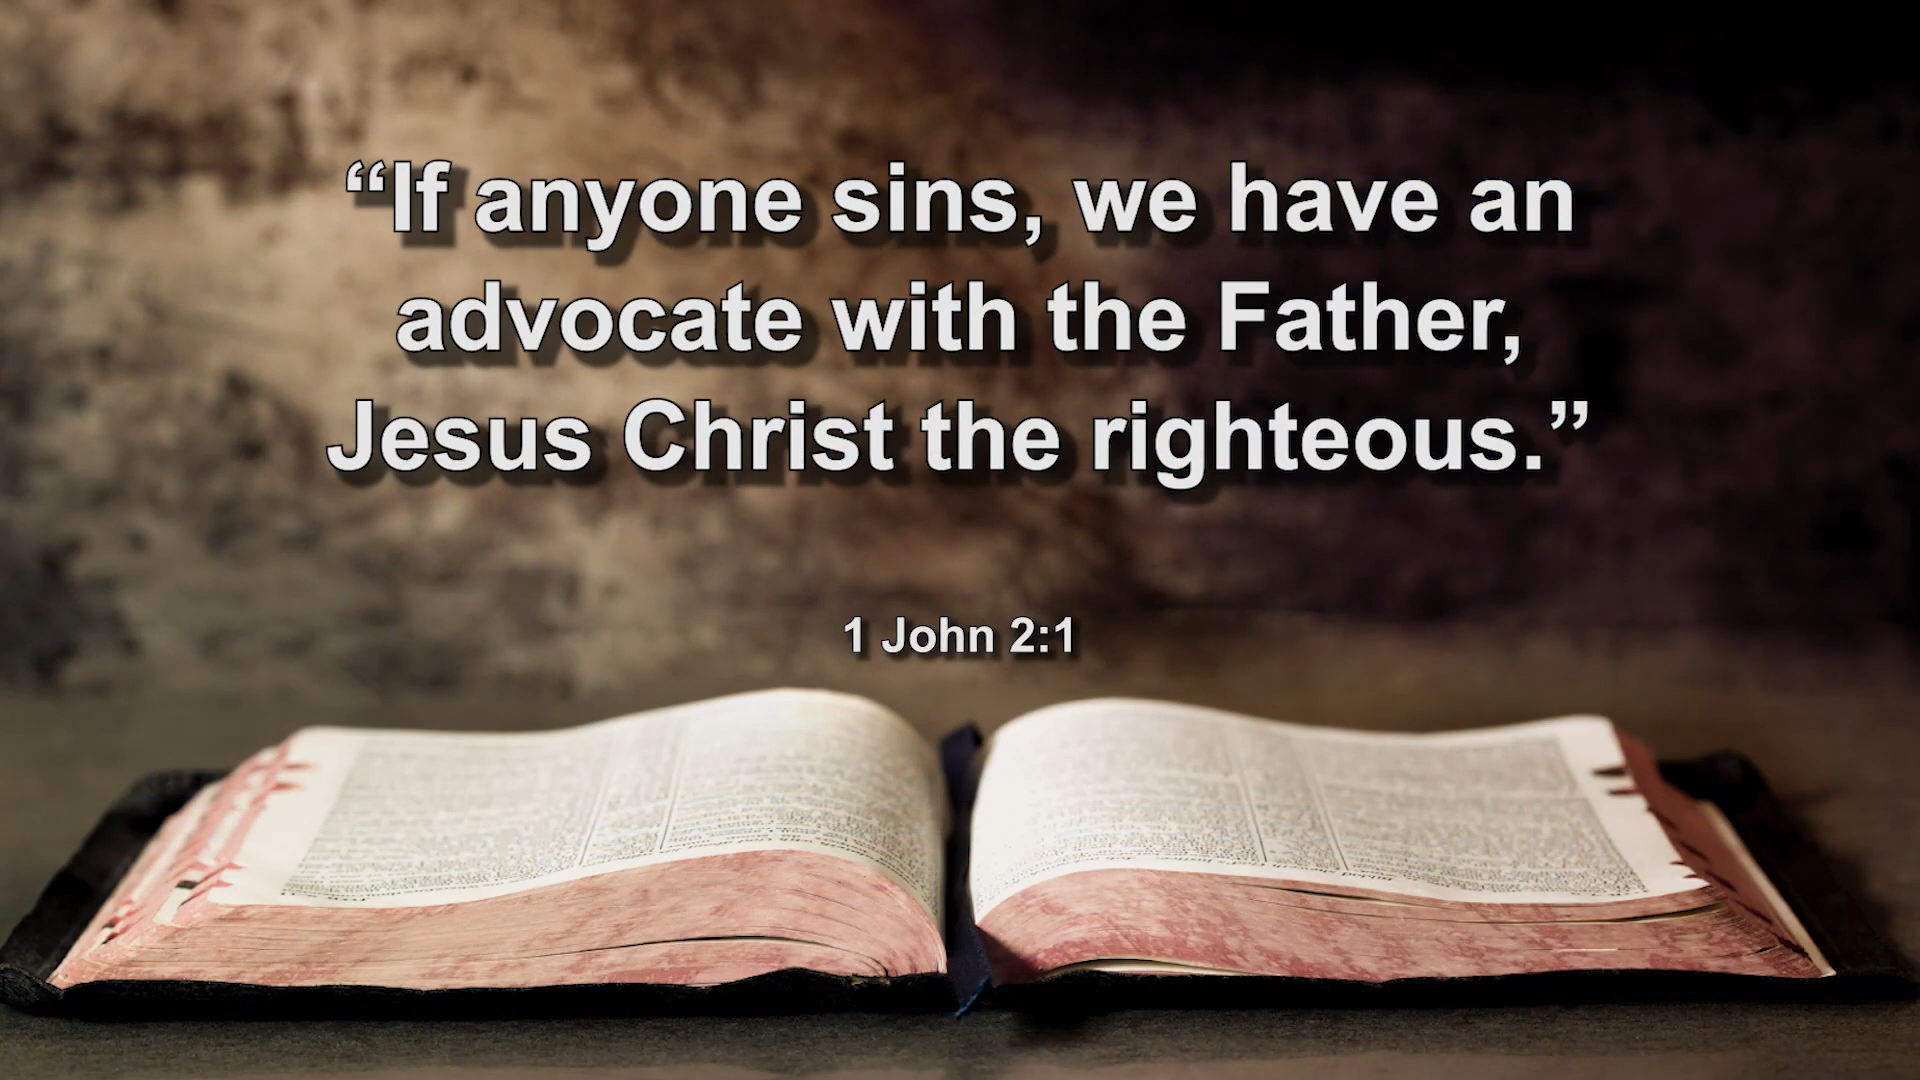 “If anyone sins, we have an
advocate with the Father,
Jesus Christ the righteous.”
1 John 2:1